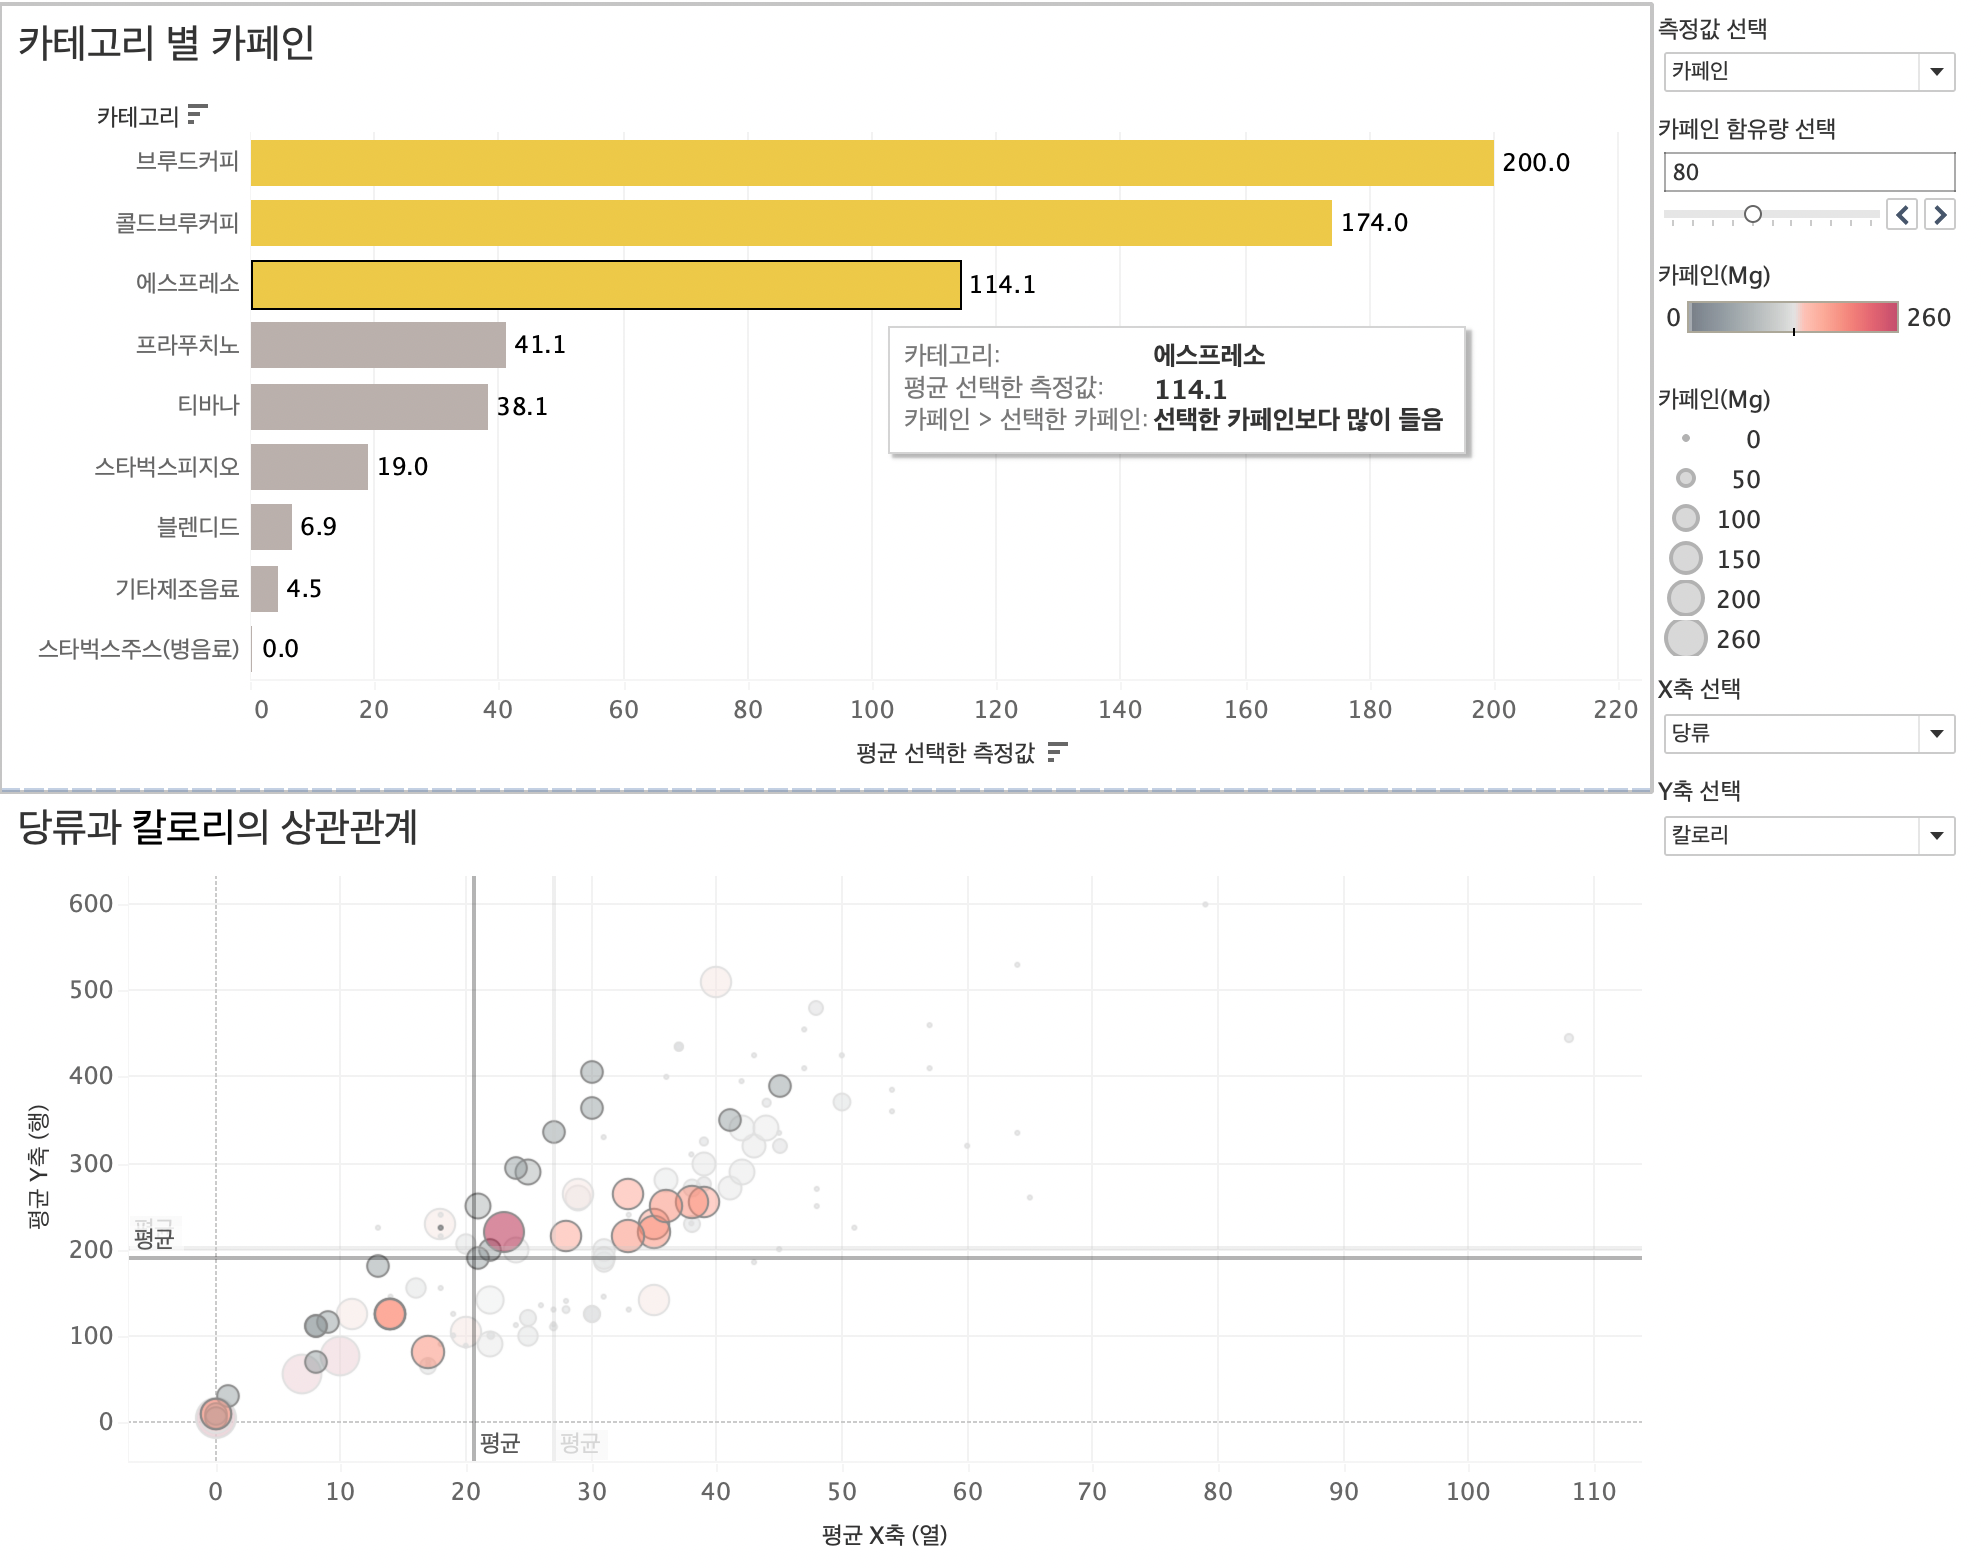 카테고리 별 카페인
카테고리
브루드커피 200.0
콜드브루커피 174.0
에스프레소 114.1
프라푸치노 41.1
티바나 38.1
스타벅스피지오 19.0
블렌디드 6.9
기타제조음료 4.5
스타벅스주스(병음료) 0.0
카테고리: 에스프레소
평균 선택한 측정값: 114.1
카페인 > 선택한 카페인: 선택한 카페인보다 많이 들음
0 20 40 60 80 100 120 140 160 180 200 220
평균 선택한 측정값
측정값 선택
카페인
카페인 함유량 선택
80
카페인(Mg)
0 260
카페인(Mg)
0
50
100
150
200
260
X축 선택
당류
Y축 선택
칼로리
당류과 칼로리의 상관관계
평균 Y축 (행)
600
500
400
300
200
100
0
평균
평균
평균
평균
0 10 20 30 40 50 60 70 80 90 100 110
평균 X축 (열)